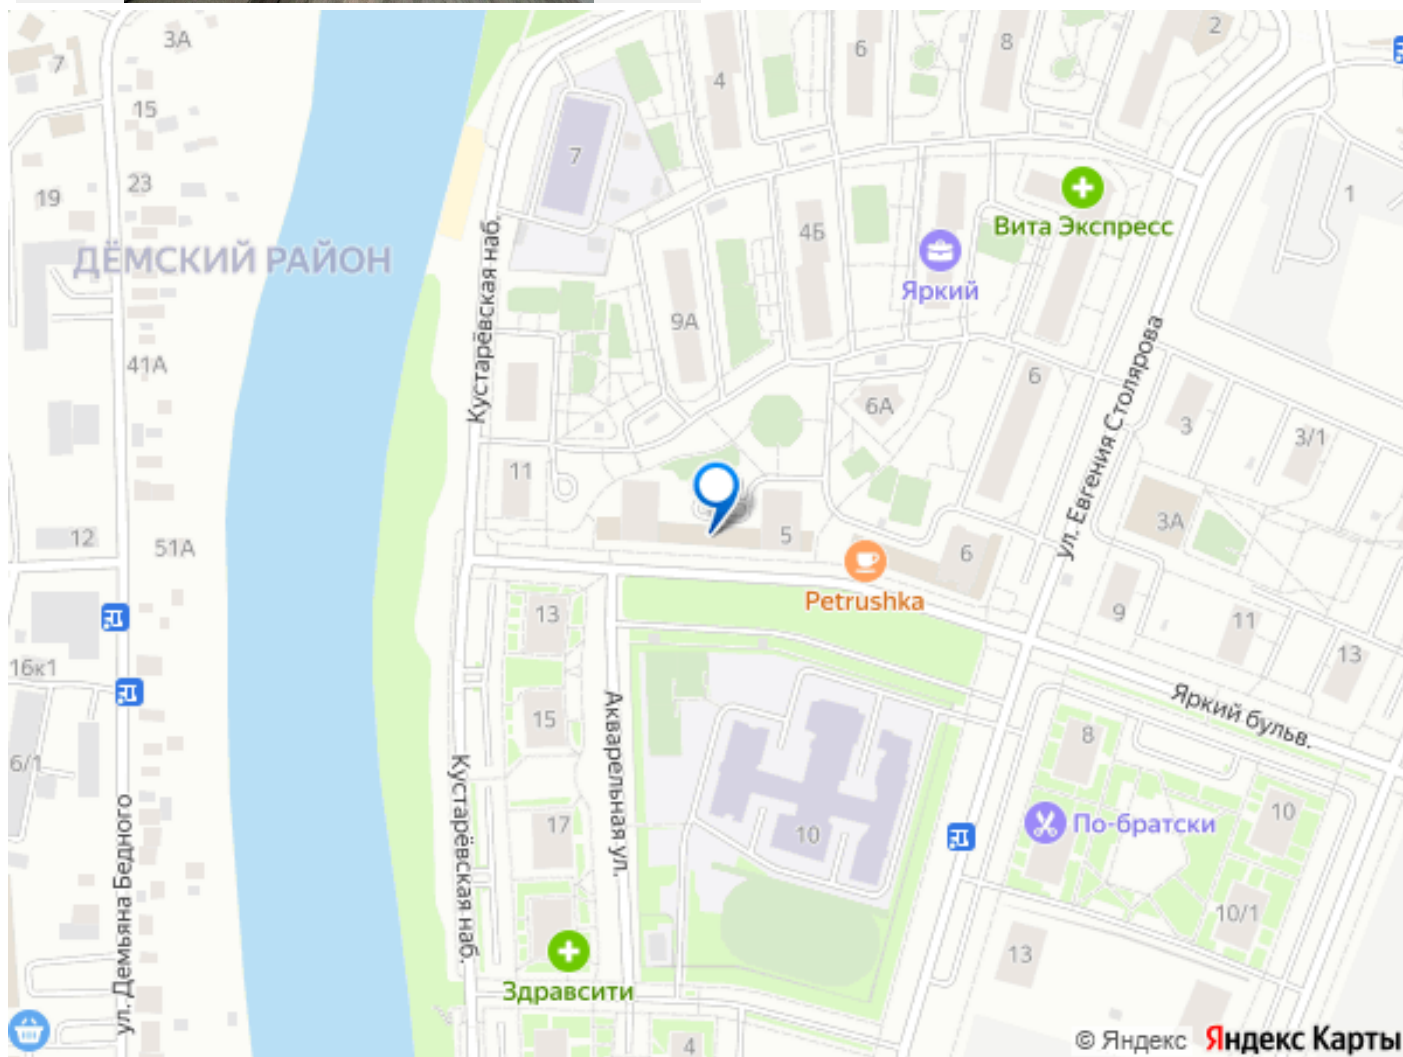 3А
7
15
4
6
8
2
7
23
19
1
Вита Экспресс
4Б
ДЁМСКИЙ РАЙОН
Кустарёвская наб.
Яркий
9А
41А
6
6А
3
3/1
ул. Евгения Столярова
11
5
6
3А
12
51А
Petrushka
13
9
11
13
16к1
Яркий бульв.
15
Акварельная ул.
8
6/1
Кустарёвская наб.
17
10
По-братски
10
ул. Демьяна Бедного
10/1
13
Здравсити
4
© Яндекс Яндекс Карты